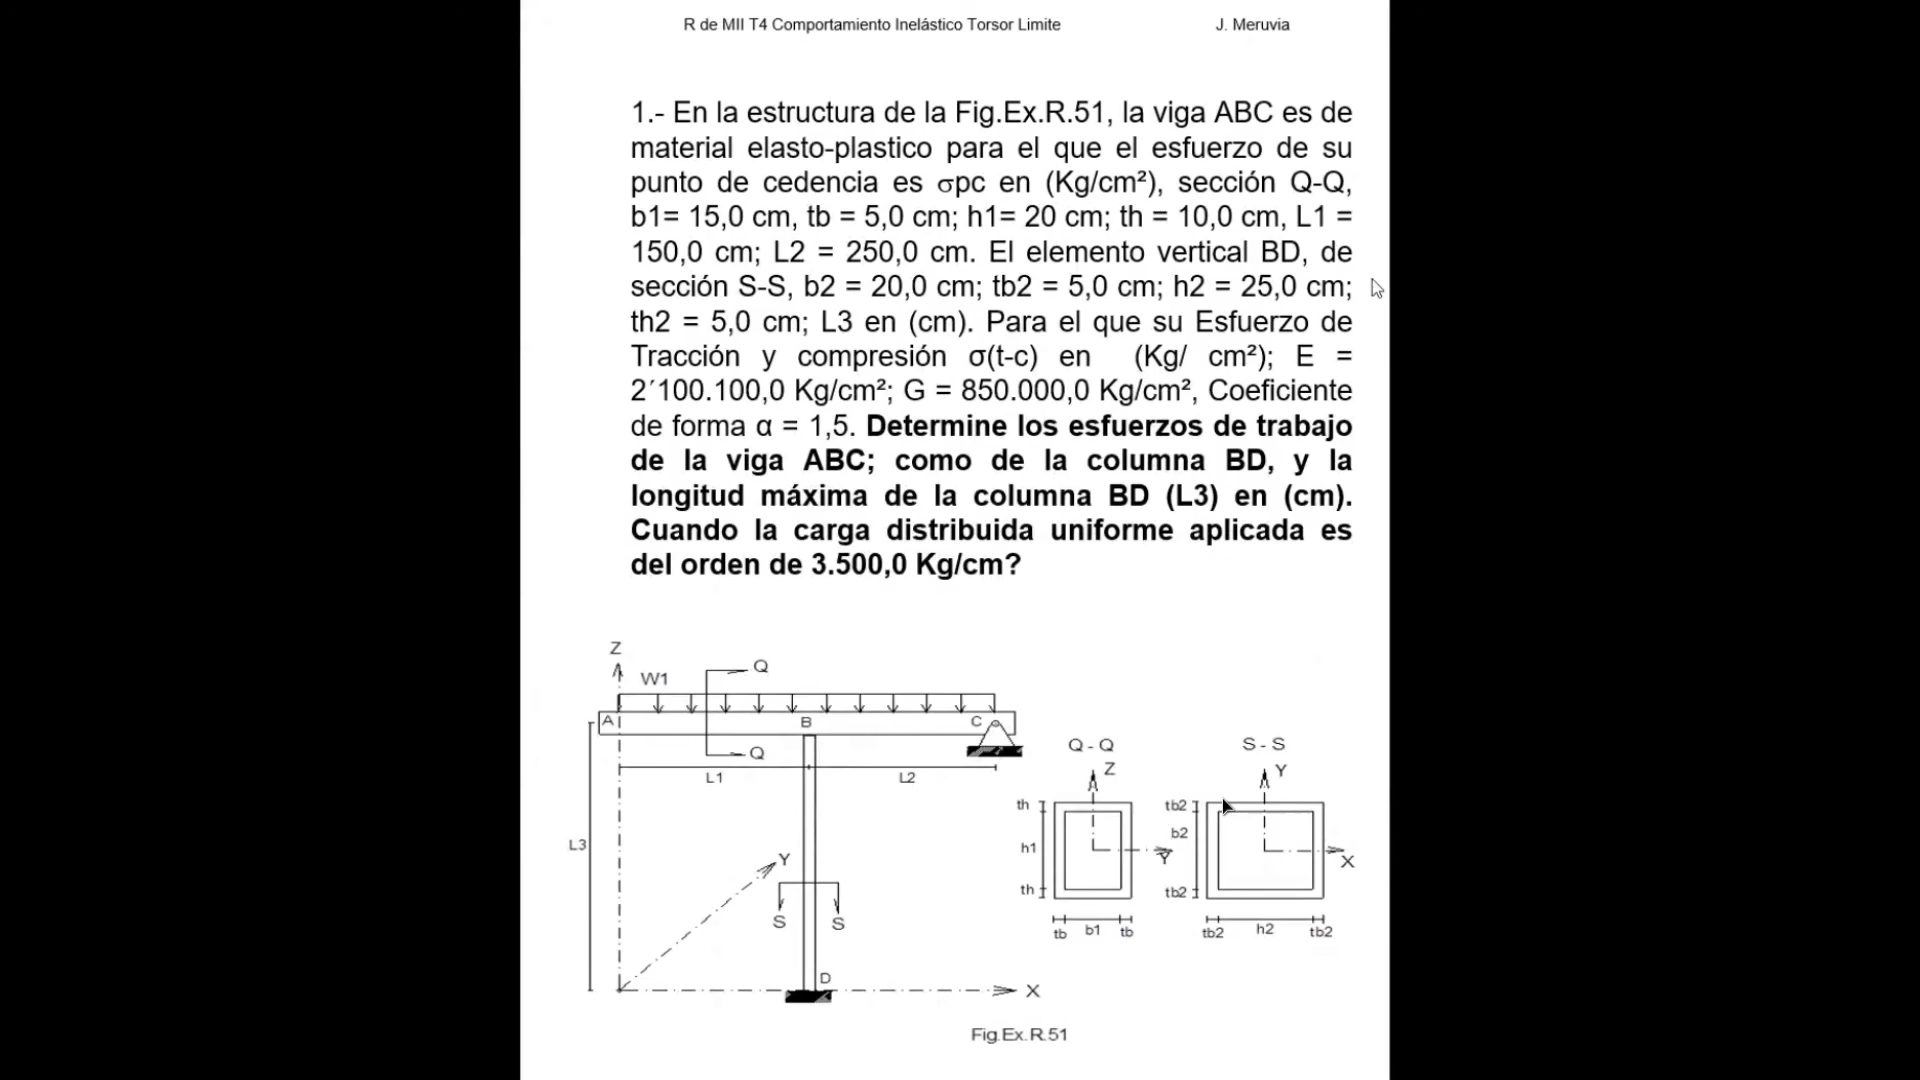 R de MII T4 Comportamiento Inelástico Torsor Limite J. Meruvia
1.- En la estructura de la Fig.Ex.R.51, la viga ABC es de
material elasto-plastico para el que el esfuerzo de su
punto de cedencia es σpc en (Kg/cm²), sección Q-Q,
b1= 15,0 cm, tb = 5,0 cm; h1= 20 cm; th = 10,0 cm, L1 =
150,0 cm; L2 = 250,0 cm. El elemento vertical BD, de
sección S-S, b2 = 20,0 cm; tb2 = 5,0 cm; h2 = 25,0 cm;
th2 = 5,0 cm; L3 en (cm). Para el que su Esfuerzo de
Tracción y compresión σ(t-c) en (Kg/ cm²); E =
2´100.100,0 Kg/cm²; G = 850.000,0 Kg/cm², Coeficiente
de forma α = 1,5. Determine los esfuerzos de trabajo
de la viga ABC; como de la columna BD, y la
longitud máxima de la columna BD (L3) en (cm).
Cuando la carga distribuida uniforme aplicada es
del orden de 3.500,0 Kg/cm?
Z
W1 Q
A B C
Q
L1 L2
L3
Y
S S
D
X
Q - Q S - S
Z Y
th tb2
h1 Y b2 X
th tb2
tb b1 tb tb2 h2 tb2
Fig.Ex.R.51